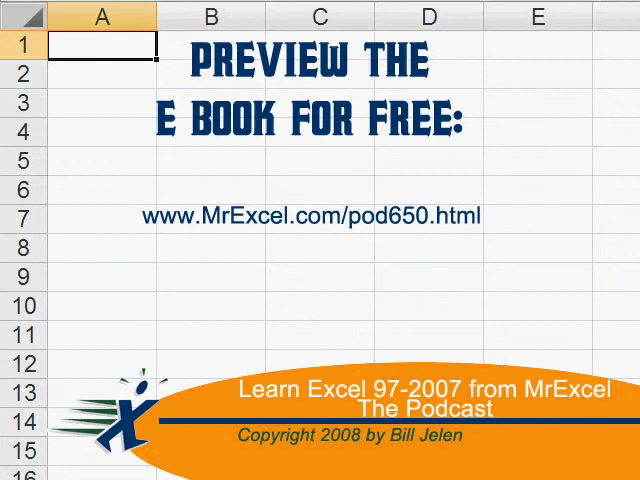 A B C D E
1
2
3
4
5
6
7
8
9
10
11
12
13
14
15
16
PREVIEW THE
E BOOK FOR FREE:
www.MrExcel.com/pod650.html
Learn Excel 97-2007 from MrExcel
The Podcast
Copyright 2008 by Bill Jelen
X